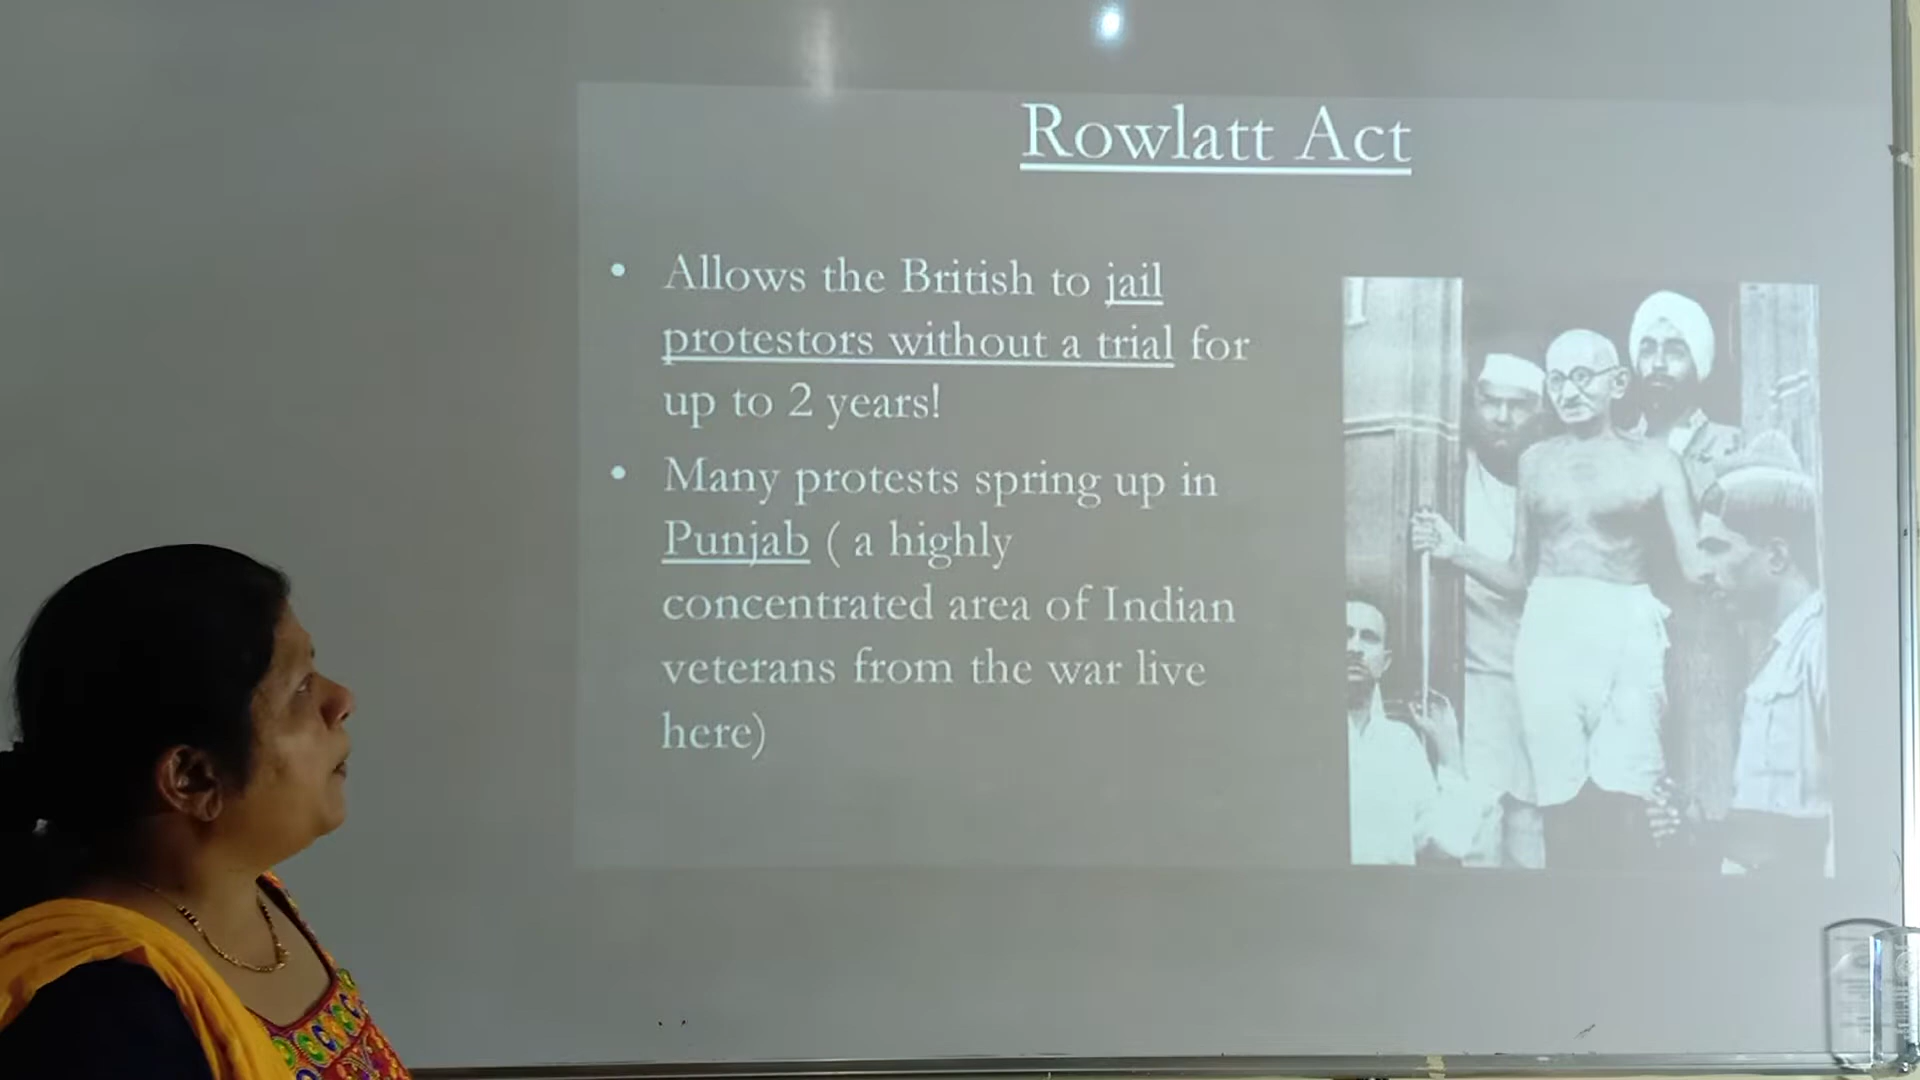 Rowlatt Act
• Allows the British to jail
protestors without a trial for
up to 2 years!
• Many protests spring up in
Punjab ( a highly
concentrated area of Indian
veterans from the war live
here)